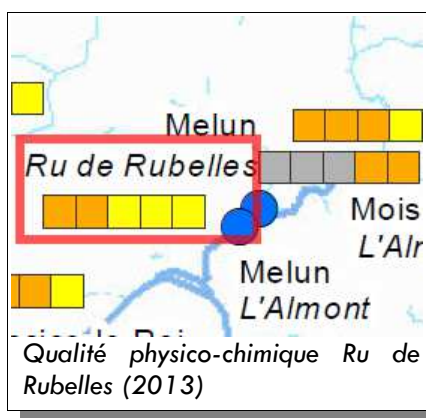 Melun
Ru de Rubelles
Mois
L'Alr
Melun
L'Almont
Qualité physico-chimique Ru de
Rubelles (2013)